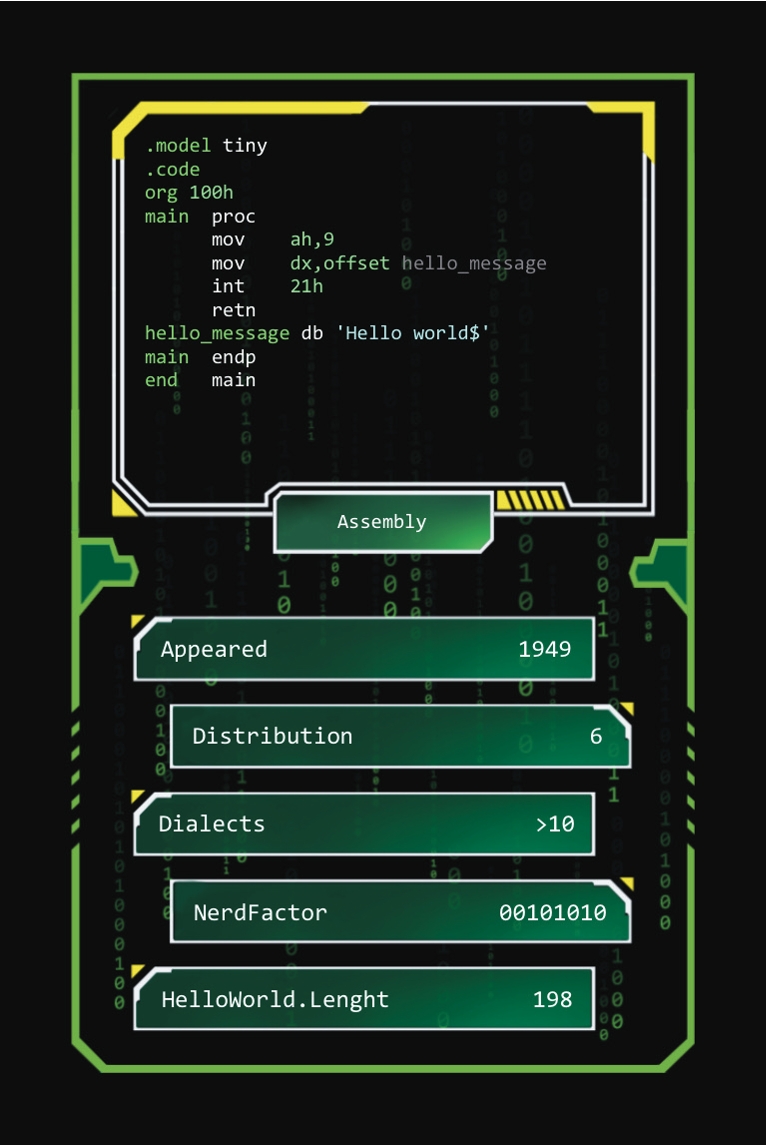 .model tiny
.code
org 100h
main proc
mov ah,9
mov dx,offset hello_message
int 21h
retn
hello_message db 'Hello world$'
main endp
end main
Assembly
Appeared 1949
Distribution 6
Dialects >10
NerdFactor 00101010
HelloWorld.Lenght 198